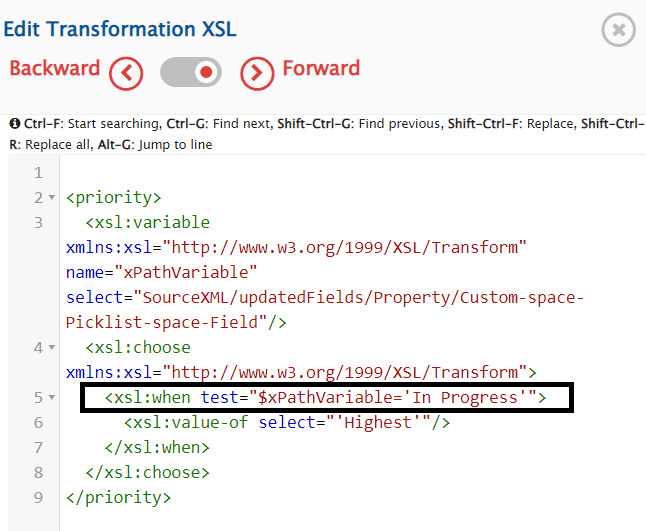 Edit Transformation XSL
Backward Forward
Ctrl-F: Start searching, Ctrl-G: Find next, Shift-Ctrl-G: Find previous, Shift-Ctrl-F: Replace, Shift-Ctrl-
R: Replace all, Alt-G: Jump to line
1
2 <priority>
3 <xsl:variable
xmlns:xsl="http://www.w3.org/1999/XSL/Transform"
name="xPathVariable"
select="SourceXML/updatedFields/Property/Custom-space-
Picklist-space-Field"/>
4 <xsl:choose
xmlns:xsl="http://www.w3.org/1999/XSL/Transform">
5 <xsl:when test="$xPathVariable='In Progress'">
6 <xsl:value-of select="'Highest'"/>
7 </xsl:when>
8 </xsl:choose>
9 </priority>